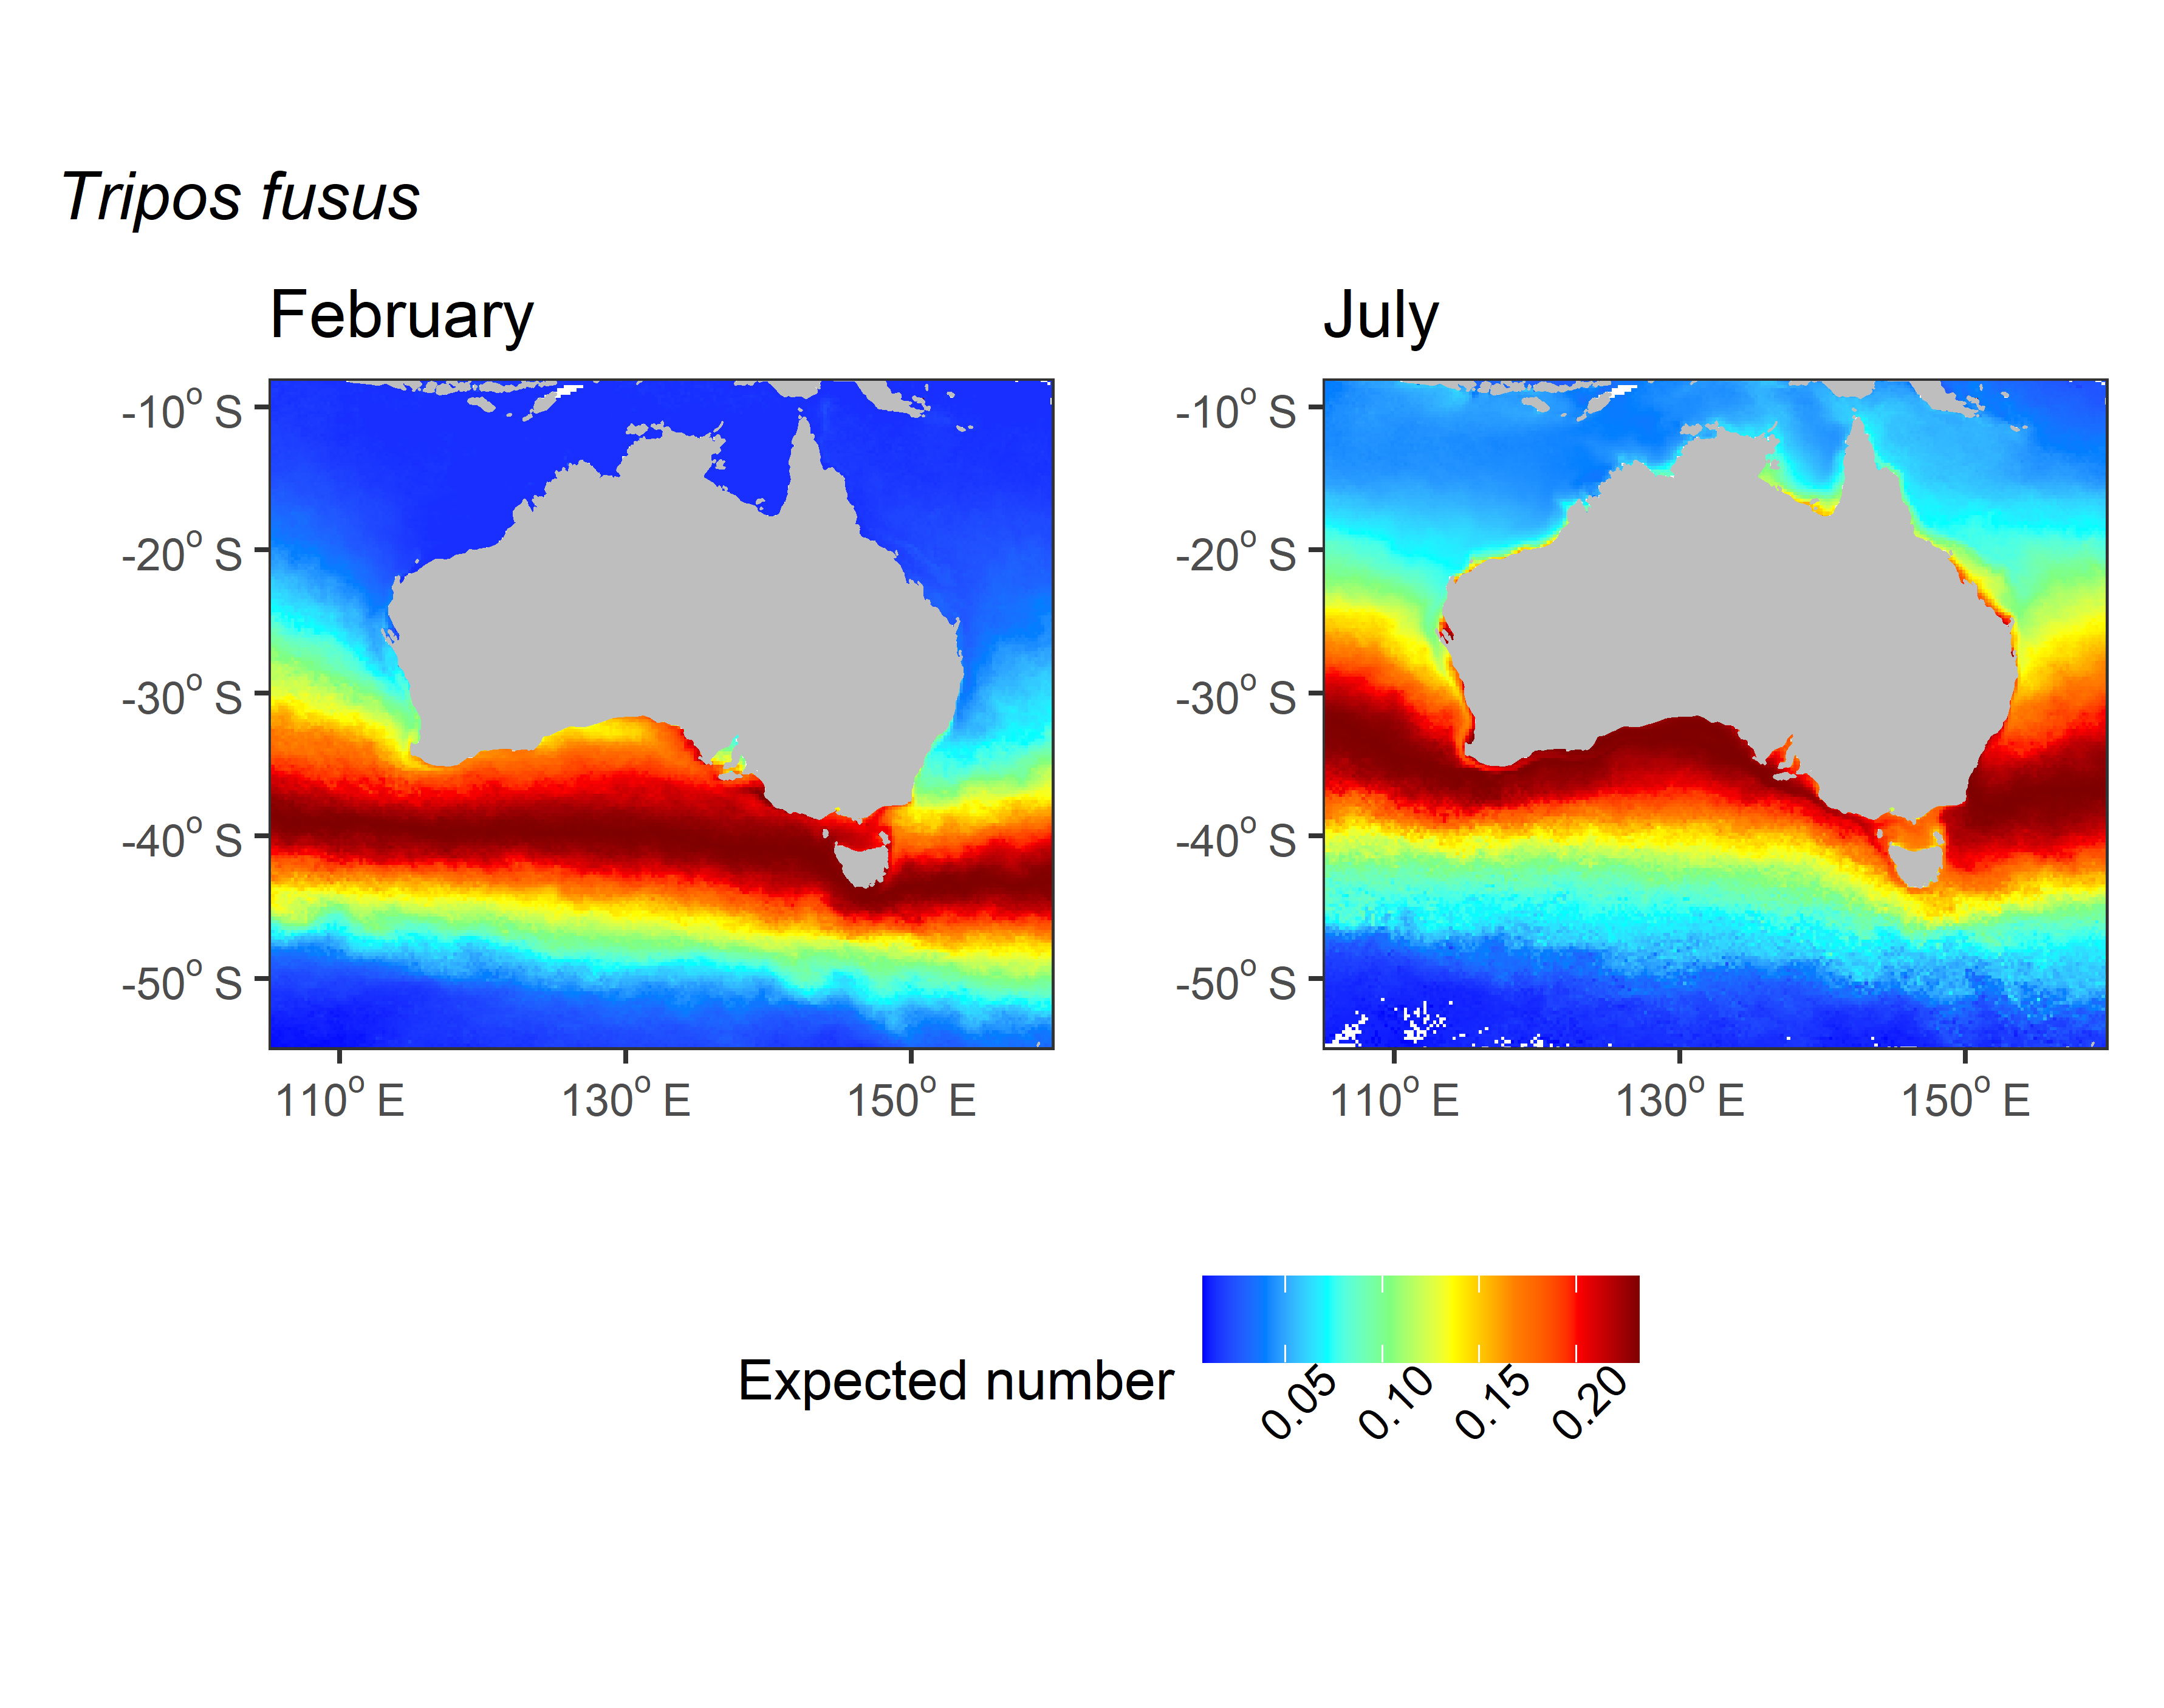 Tripos fusus
February
July
-10° S
-20° S
-30° S
-40° S
-50° S
110° E
130° E
150° E
-10° S
-20° S
-30° S
-40° S
-50° S
110° E
130° E
150° E
Expected number
0.05
0.10
0.15
0.20